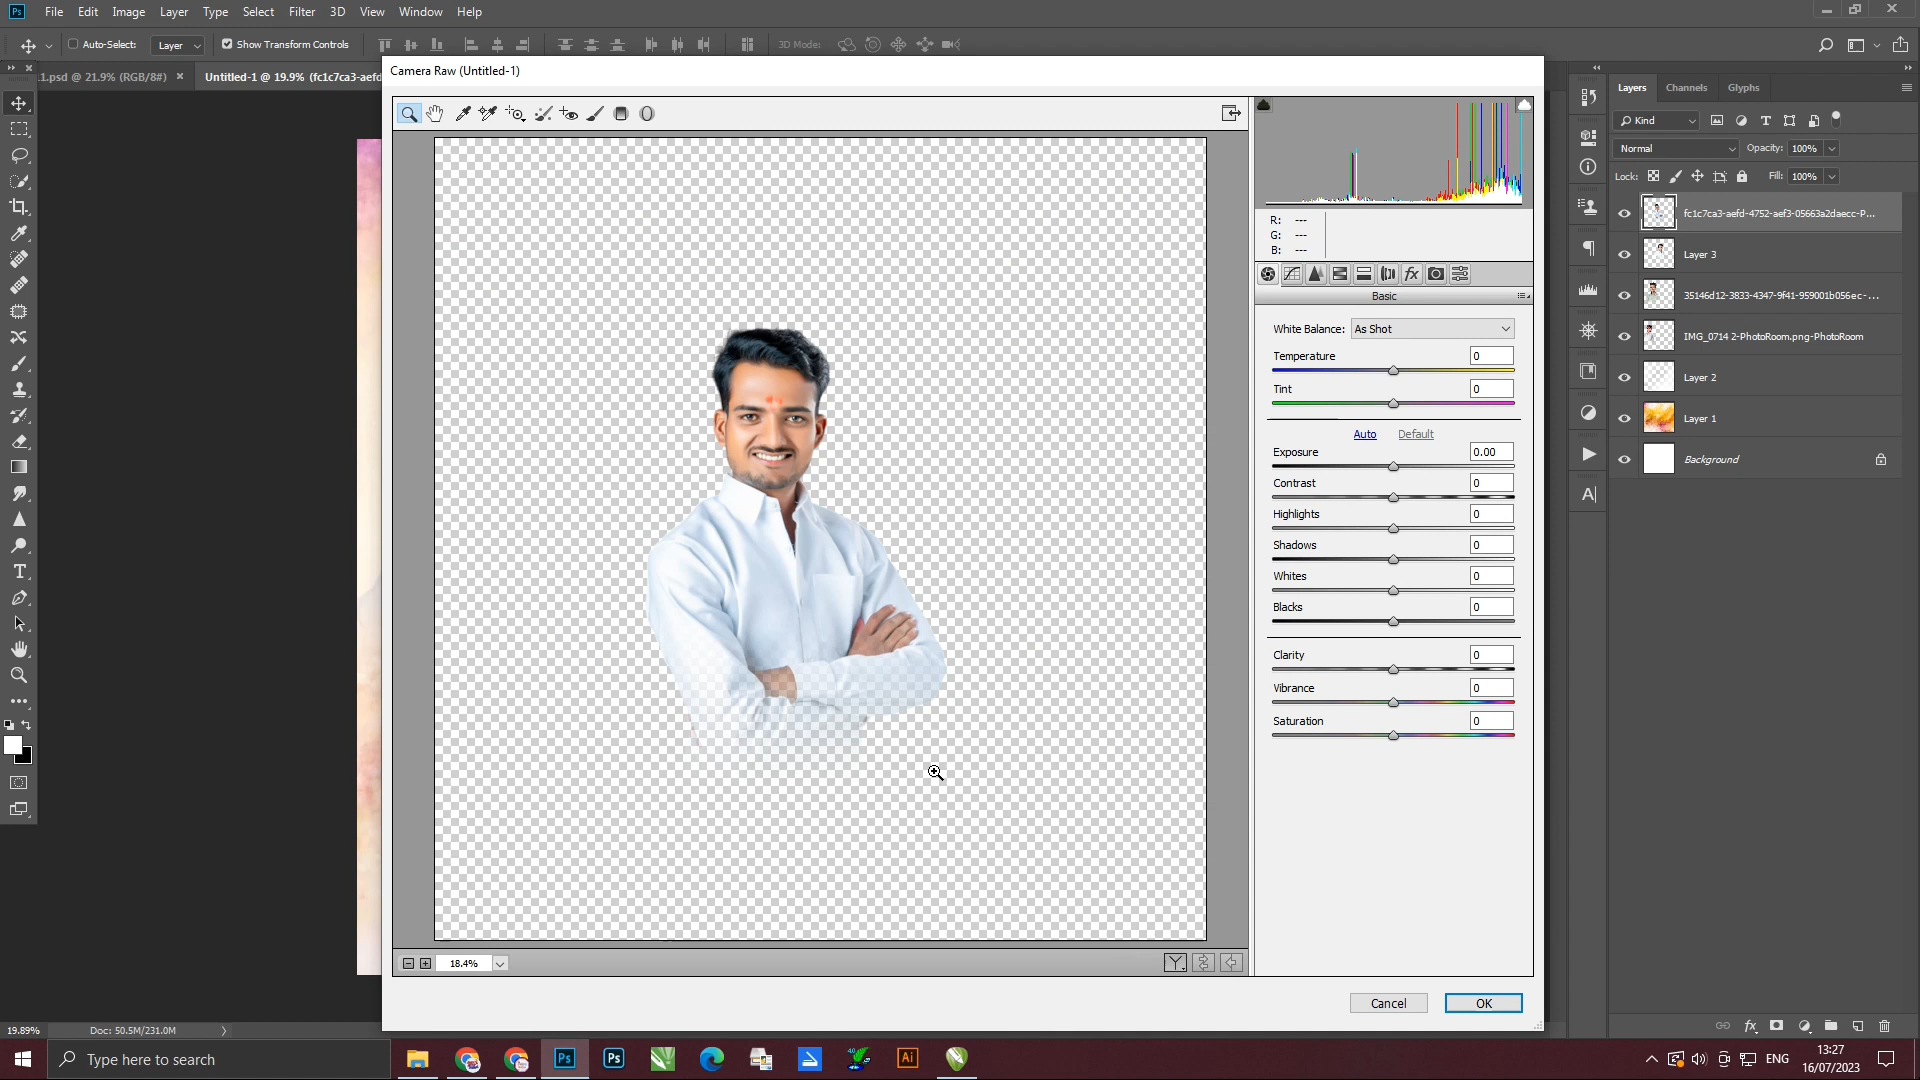 Ps File Edit Image Layer Type Select Filter 3D View Window Help
Auto-Select: Layer Show Transform Controls 3D Mode:
1.psd @ 21.9% (RGB/8#) × Untitled-1 @ 19.9% (fc1c7ca3-aefd
Camera Raw (Untitled-1)
R: ---
G: ---
B: ---
Basic
White Balance: As Shot
Temperature 0
Tint 0
Auto Default
Exposure 0.00
Contrast 0
Highlights 0
Shadows 0
Whites 0
Blacks 0
Clarity 0
Vibrance 0
Saturation 0
18.4%
Cancel OK
Layers Channels Glyphs
Kind
Normal Opacity: 100%
Lock: Fill: 100%
fc1c7ca3-aefd-4752-aef3-05663a2daecc-P...
Layer 3
35146d12-3833-4347-9f41-959001b056ec-...
IMG_0714 2-PhotoRoom.png-PhotoRoom
Layer 2
Layer 1
Background
19.89% Doc: 50.5M/231.0M
Type here to search
Ps Ps Ai
ENG 13:27
16/07/2023